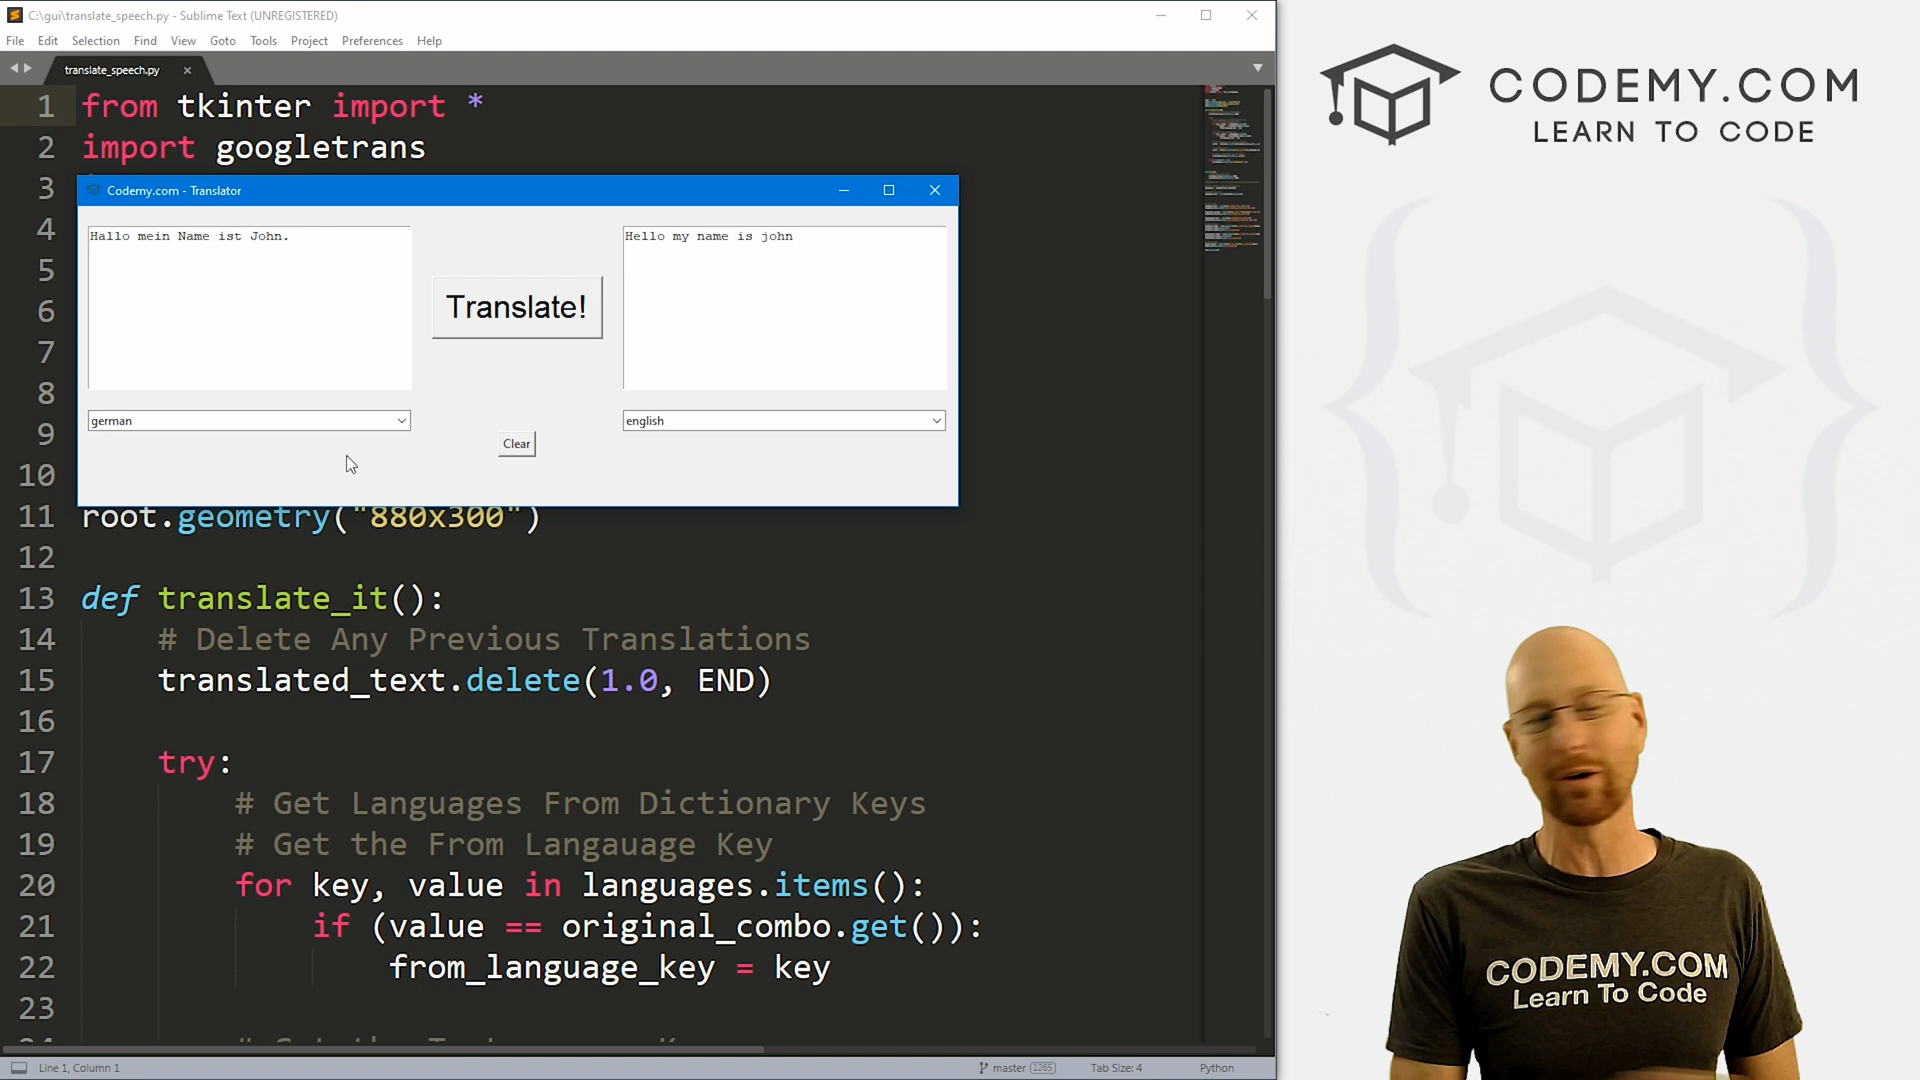 C:\gui\translate_speech.py - Sublime Text (UNREGISTERED)
File Edit Selection Find View Goto Tools Project Preferences Help
translate_speech.py
1 from tkinter import *
2 import googletrans
3
Codemy.com - Translator
4
Hallo mein Name ist John.
Hello my name is john
5
6
Translate!
7
8
9
german
english
Clear
10
11 root.geometry("880x300")
12
13 def translate_it():
14 # Delete Any Previous Translations
15 translated_text.delete(1.0, END)
16
17 try:
18 # Get Languages From Dictionary Keys
19 # Get the From Langauage Key
20 for key, value in languages.items():
21 if (value == original_combo.get()):
22 from_language_key = key
23
Line 1, Column 1
master 1265
Tab Size: 4
Python
CODEMY.COM
LEARN TO CODE
CODEMY.COM
Learn To Code